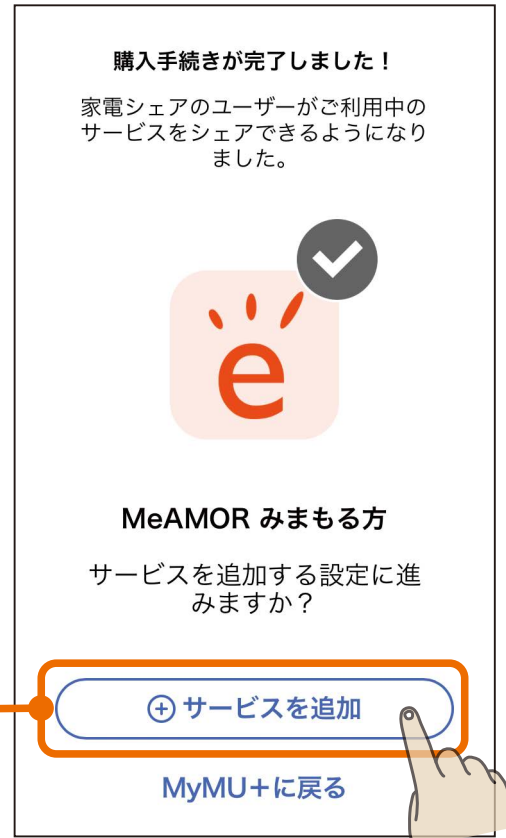 購入手続きが完了しました！
家電シェアのユーザーがご利用中の
サービスをシェアできるようになり
ました。
e
MeAMOR みまもる方
サービスを追加する設定に進
みますか？
サービスを追加
MyMU+に戻る